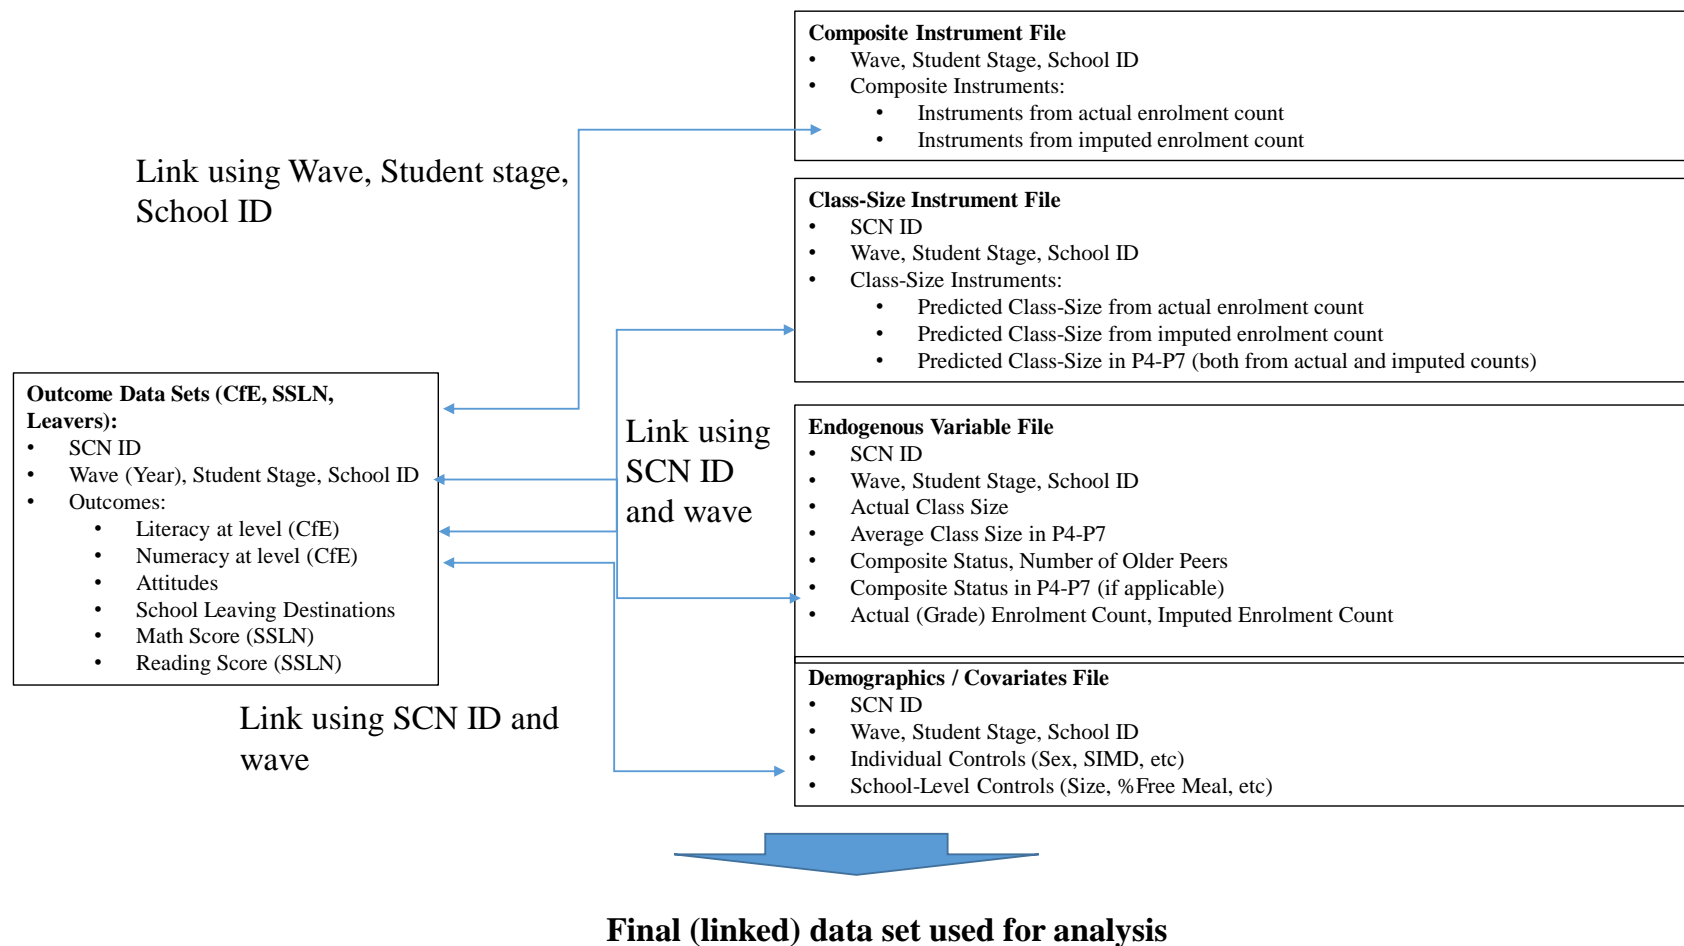 Composite Instrument File
• Wave, Student Stage, School ID
• Composite Instruments:
• Instruments from actual enrolment count
• Instruments from imputed enrolment count
Link using Wave, Student stage,
School ID
Class-Size Instrument File
• SCN ID
• Wave, Student Stage, School ID
• Class-Size Instruments:
• Predicted Class-Size from actual enrolment count
• Predicted Class-Size from imputed enrolment count
• Predicted Class-Size in P4-P7 (both from actual and imputed counts)
Outcome Data Sets (CfE, SSLN,
Leavers):
• SCN ID
• Wave (Year), Student Stage, School ID
• Outcomes:
• Literacy at level (CfE)
• Numeracy at level (CfE)
• Attitudes
• School Leaving Destinations
• Math Score (SSLN)
• Reading Score (SSLN)
Link using
SCN ID
and wave
Endogenous Variable File
• SCN ID
• Wave, Student Stage, School ID
• Actual Class Size
• Average Class Size in P4-P7
• Composite Status, Number of Older Peers
• Composite Status in P4-P7 (if applicable)
• Actual (Grade) Enrolment Count, Imputed Enrolment Count
Link using SCN ID and
wave
Demographics / Covariates File
• SCN ID
• Wave, Student Stage, School ID
• Individual Controls (Sex, SIMD, etc)
• School-Level Controls (Size, %Free Meal, etc)
Final (linked) data set used for analysis